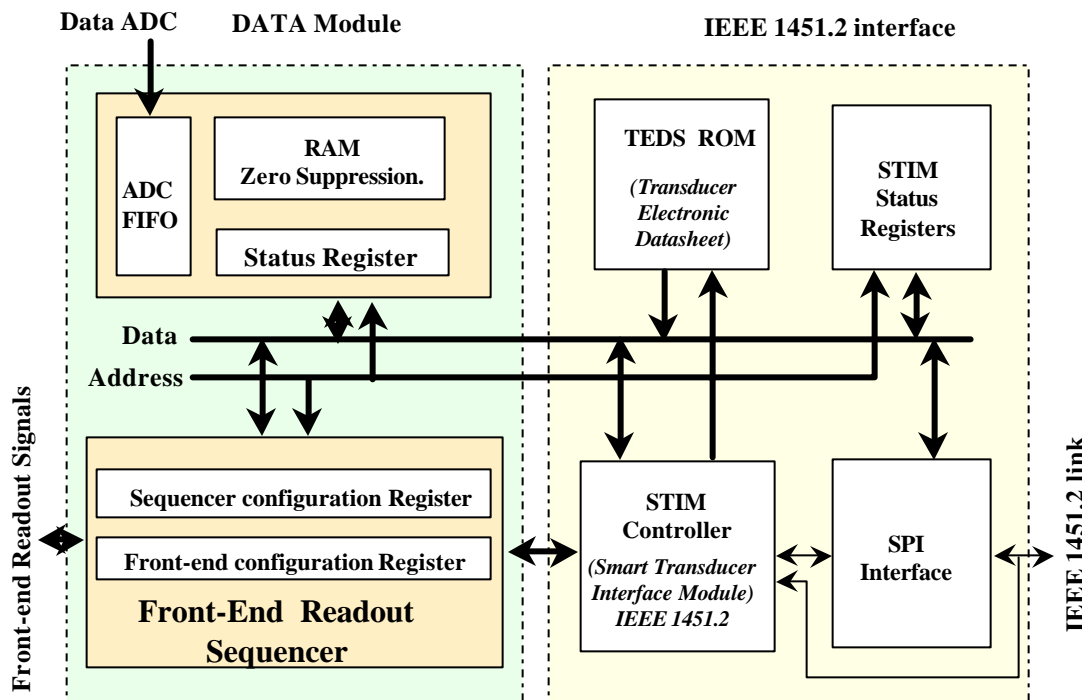 Data ADC
DATA Module
IEEE 1451.2 interface
ADC
FIFO
RAM
Zero Suppression.
Status Register
TEDS ROM
(Transducer
Electronic
Datasheet)
STIM
Status
Registers
Data
Address
Front-end Readout Signals
Sequencer configuration Register
Front-end configuration Register
Front-End Readout
Sequencer
STIM
Controller
(Smart Transducer
Interface Module)
IEEE 1451.2
SPI
Interface
IEEE 1451.2 link